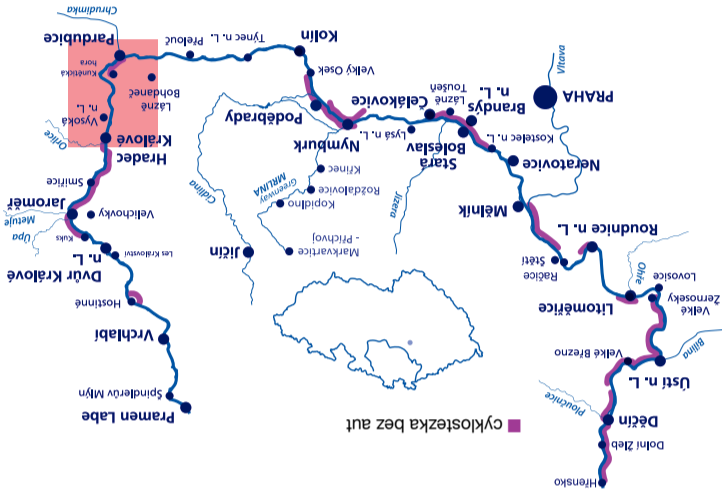 Hřensko
Dolní Žleb
Děčín
Ploučnice
cyklostezka bez aut
Pramen Labe
Špindlerův Mlýn
Ústí n. L.
Velké Březno
Bílina
Vrchlabí
Velké
Žernoseky
Lovosice
Litoměřice
Ohře
Hostinné
Račice
Štětí
Roudnice n. L.
Jičín
Markvartice
- Příchvoj
Les Království
Dvůr Králové
n. L.
Kuks
Úpa
Metuje
Mělník
Kopidlno
Rožďalovice
Křinec
MRLINA
Greenway
Cidlina
Jizera
Velichovky
Jaroměř
Smiřice
Neratovice
Kostelec n. L.
Stará
Boleslav
Lysá n. L.
Nymburk
Poděbrady
Hradec
Králové
Orlice
PRAHA
Vltava
Brandýs
n. L.
Lázně
Toušeň
Čelákovice
Vysoká
n. L.
Lázně
Bohdaneč
Kunětická
hora
Velký Osek
Kolín
Týnec n. L.
Přelouč
Pardubice
Chrudimka